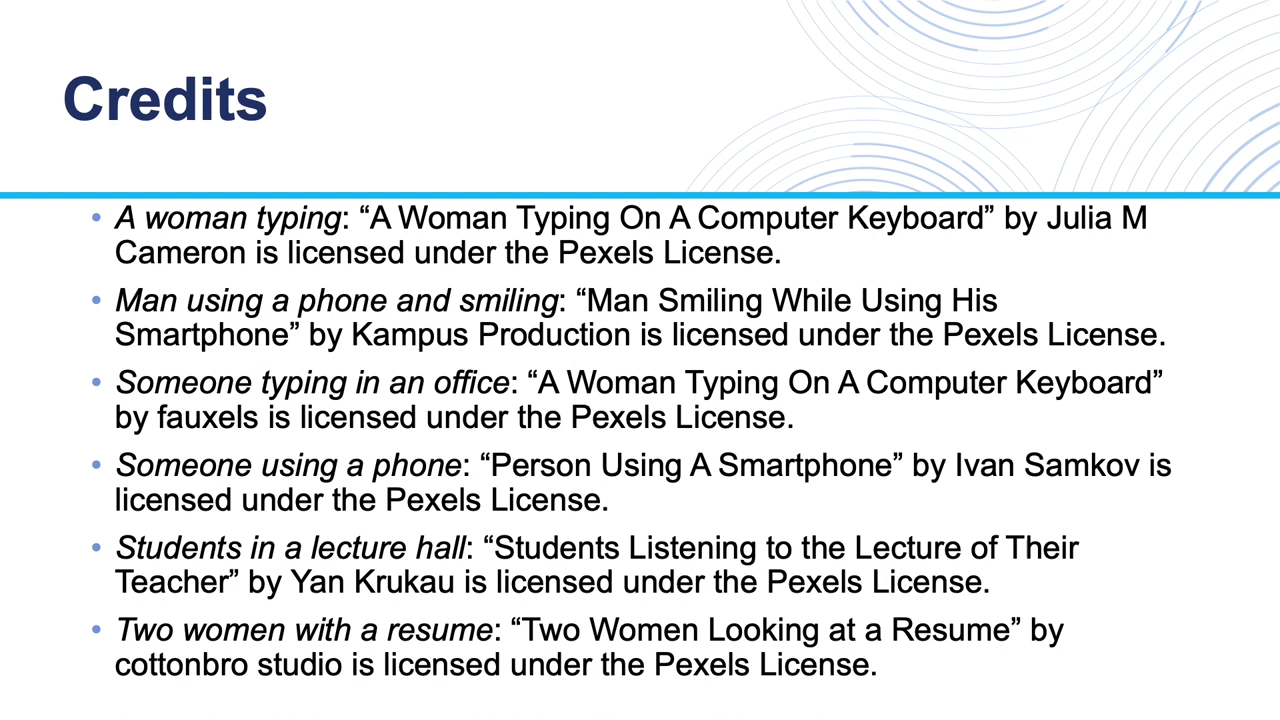 Credits
• A woman typing: “A Woman Typing On A Computer Keyboard” by Julia M
Cameron is licensed under the Pexels License.
• Man using a phone and smiling: “Man Smiling While Using His
Smartphone” by Kampus Production is licensed under the Pexels License.
• Someone typing in an office: “A Woman Typing On A Computer Keyboard”
by fauxels is licensed under the Pexels License.
• Someone using a phone: “Person Using A Smartphone” by Ivan Samkov is
licensed under the Pexels License.
• Students in a lecture hall: “Students Listening to the Lecture of Their
Teacher” by Yan Krukau is licensed under the Pexels License.
• Two women with a resume: “Two Women Looking at a Resume” by
cottonbro studio is licensed under the Pexels License.